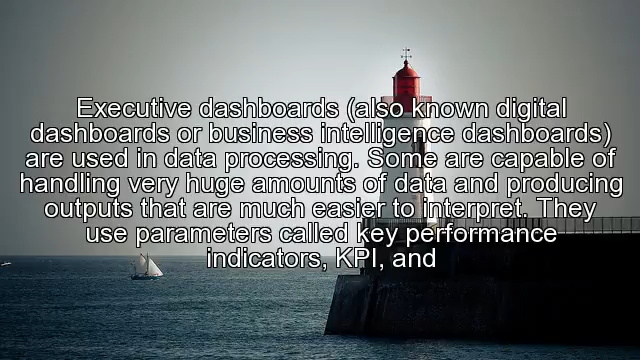 Executive dashboards (also known digital
dashboards or business intelligence dashboards)
are used in data processing. Some are capable of
handling very huge amounts of data and producing
outputs that are much easier to interpret. They
use parameters called key performance
indicators, KPI, and